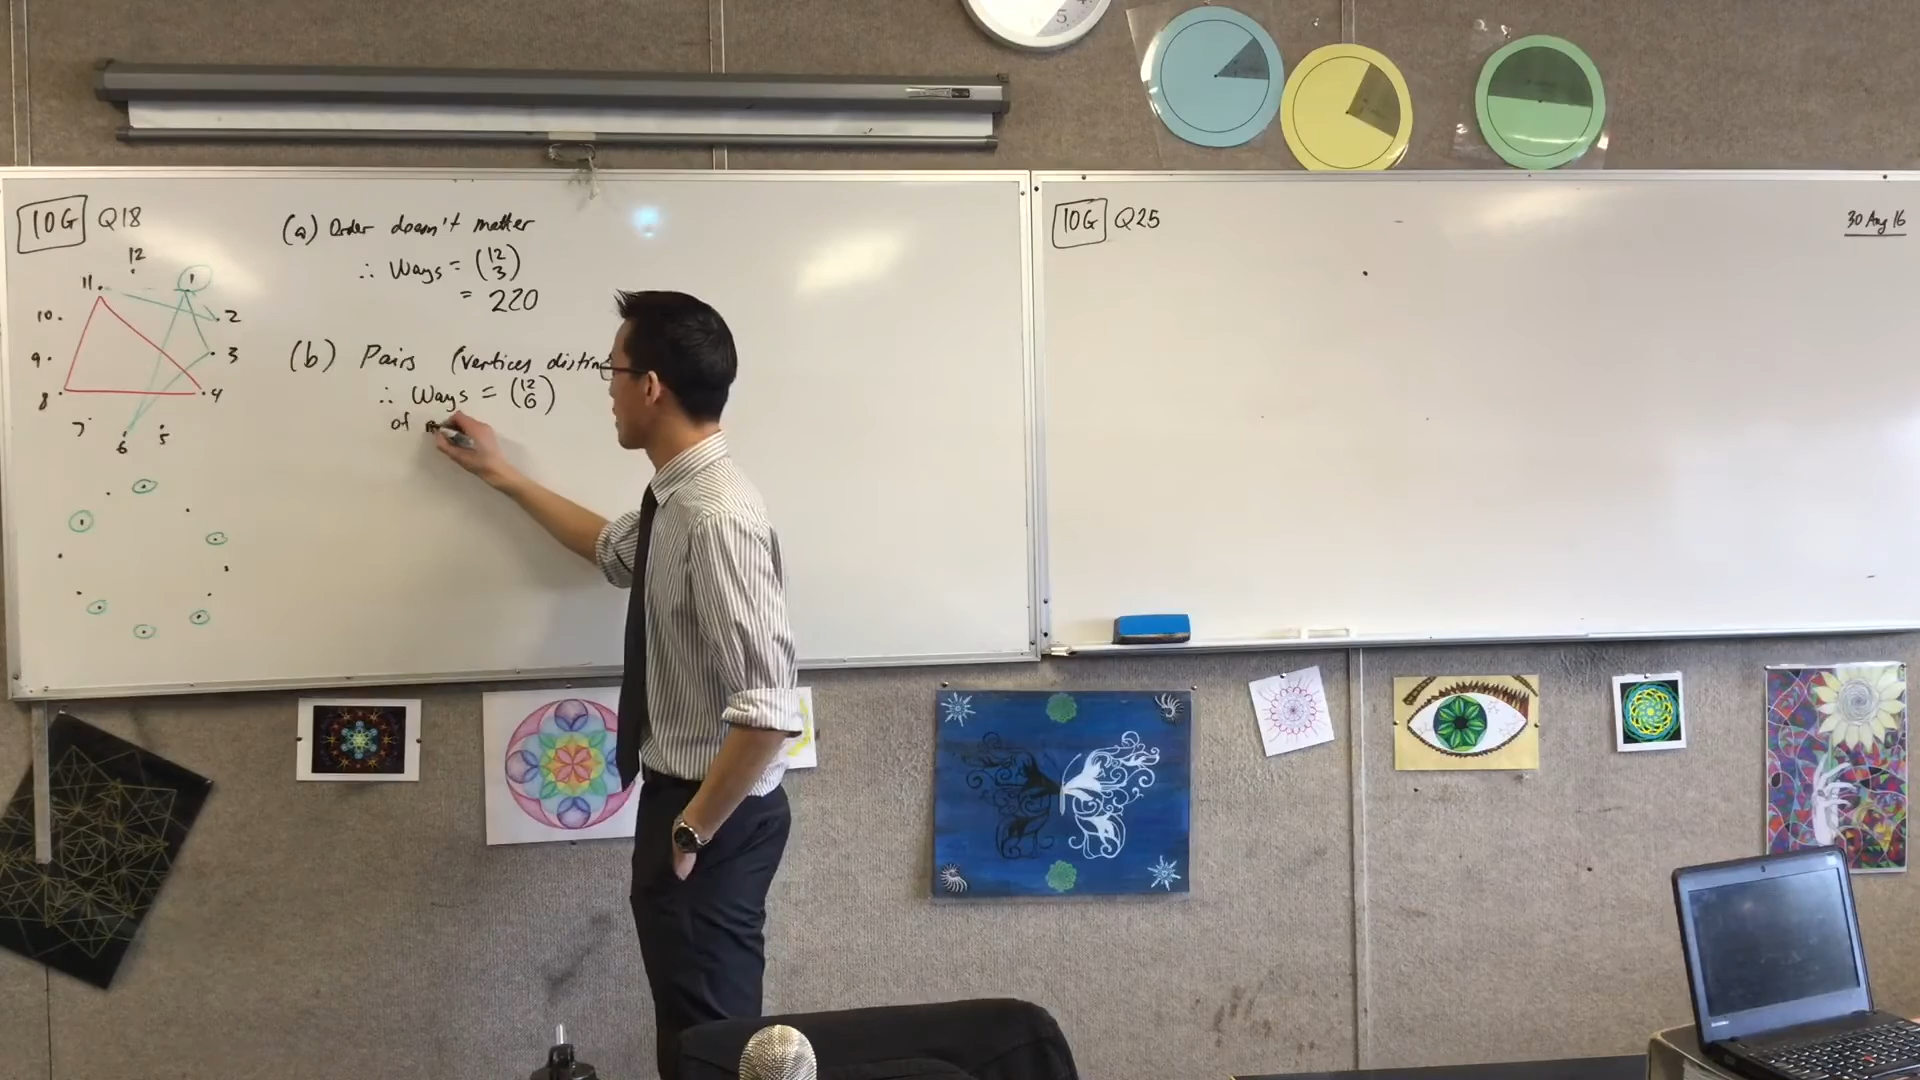 10G Q18
(a) Order doesn't matter
∴ Ways = (12 3)
= 220
(b) Pairs (vertices distin
∴ Ways = (12 6)
of
12
11
1
10
2
9
3
8
4
7
6
5
10G Q25
30 Aug 16
5